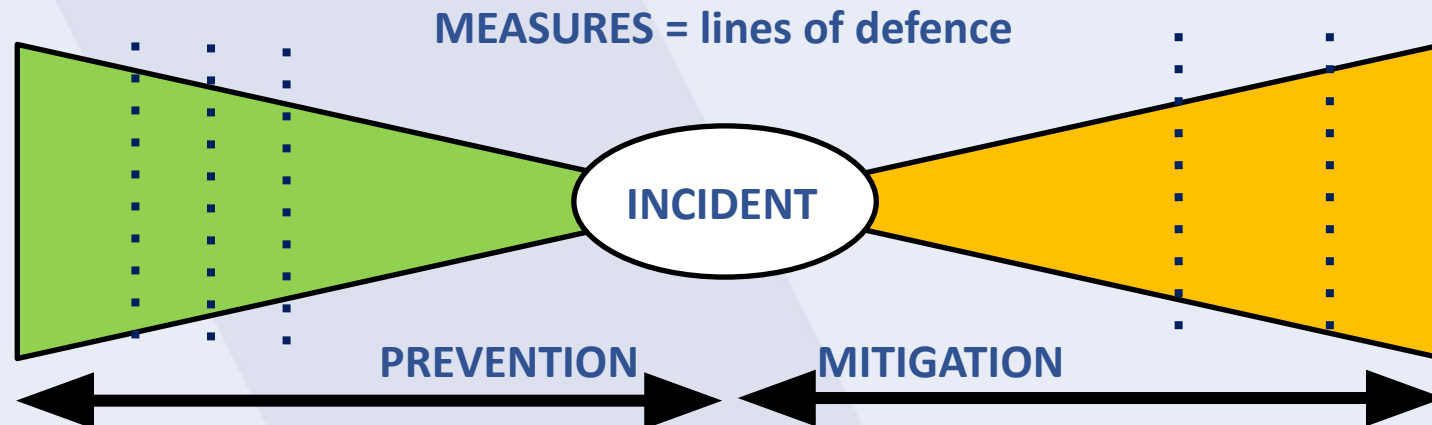 MEASURES = lines of defence
INCIDENT
PREVENTION
MITIGATION